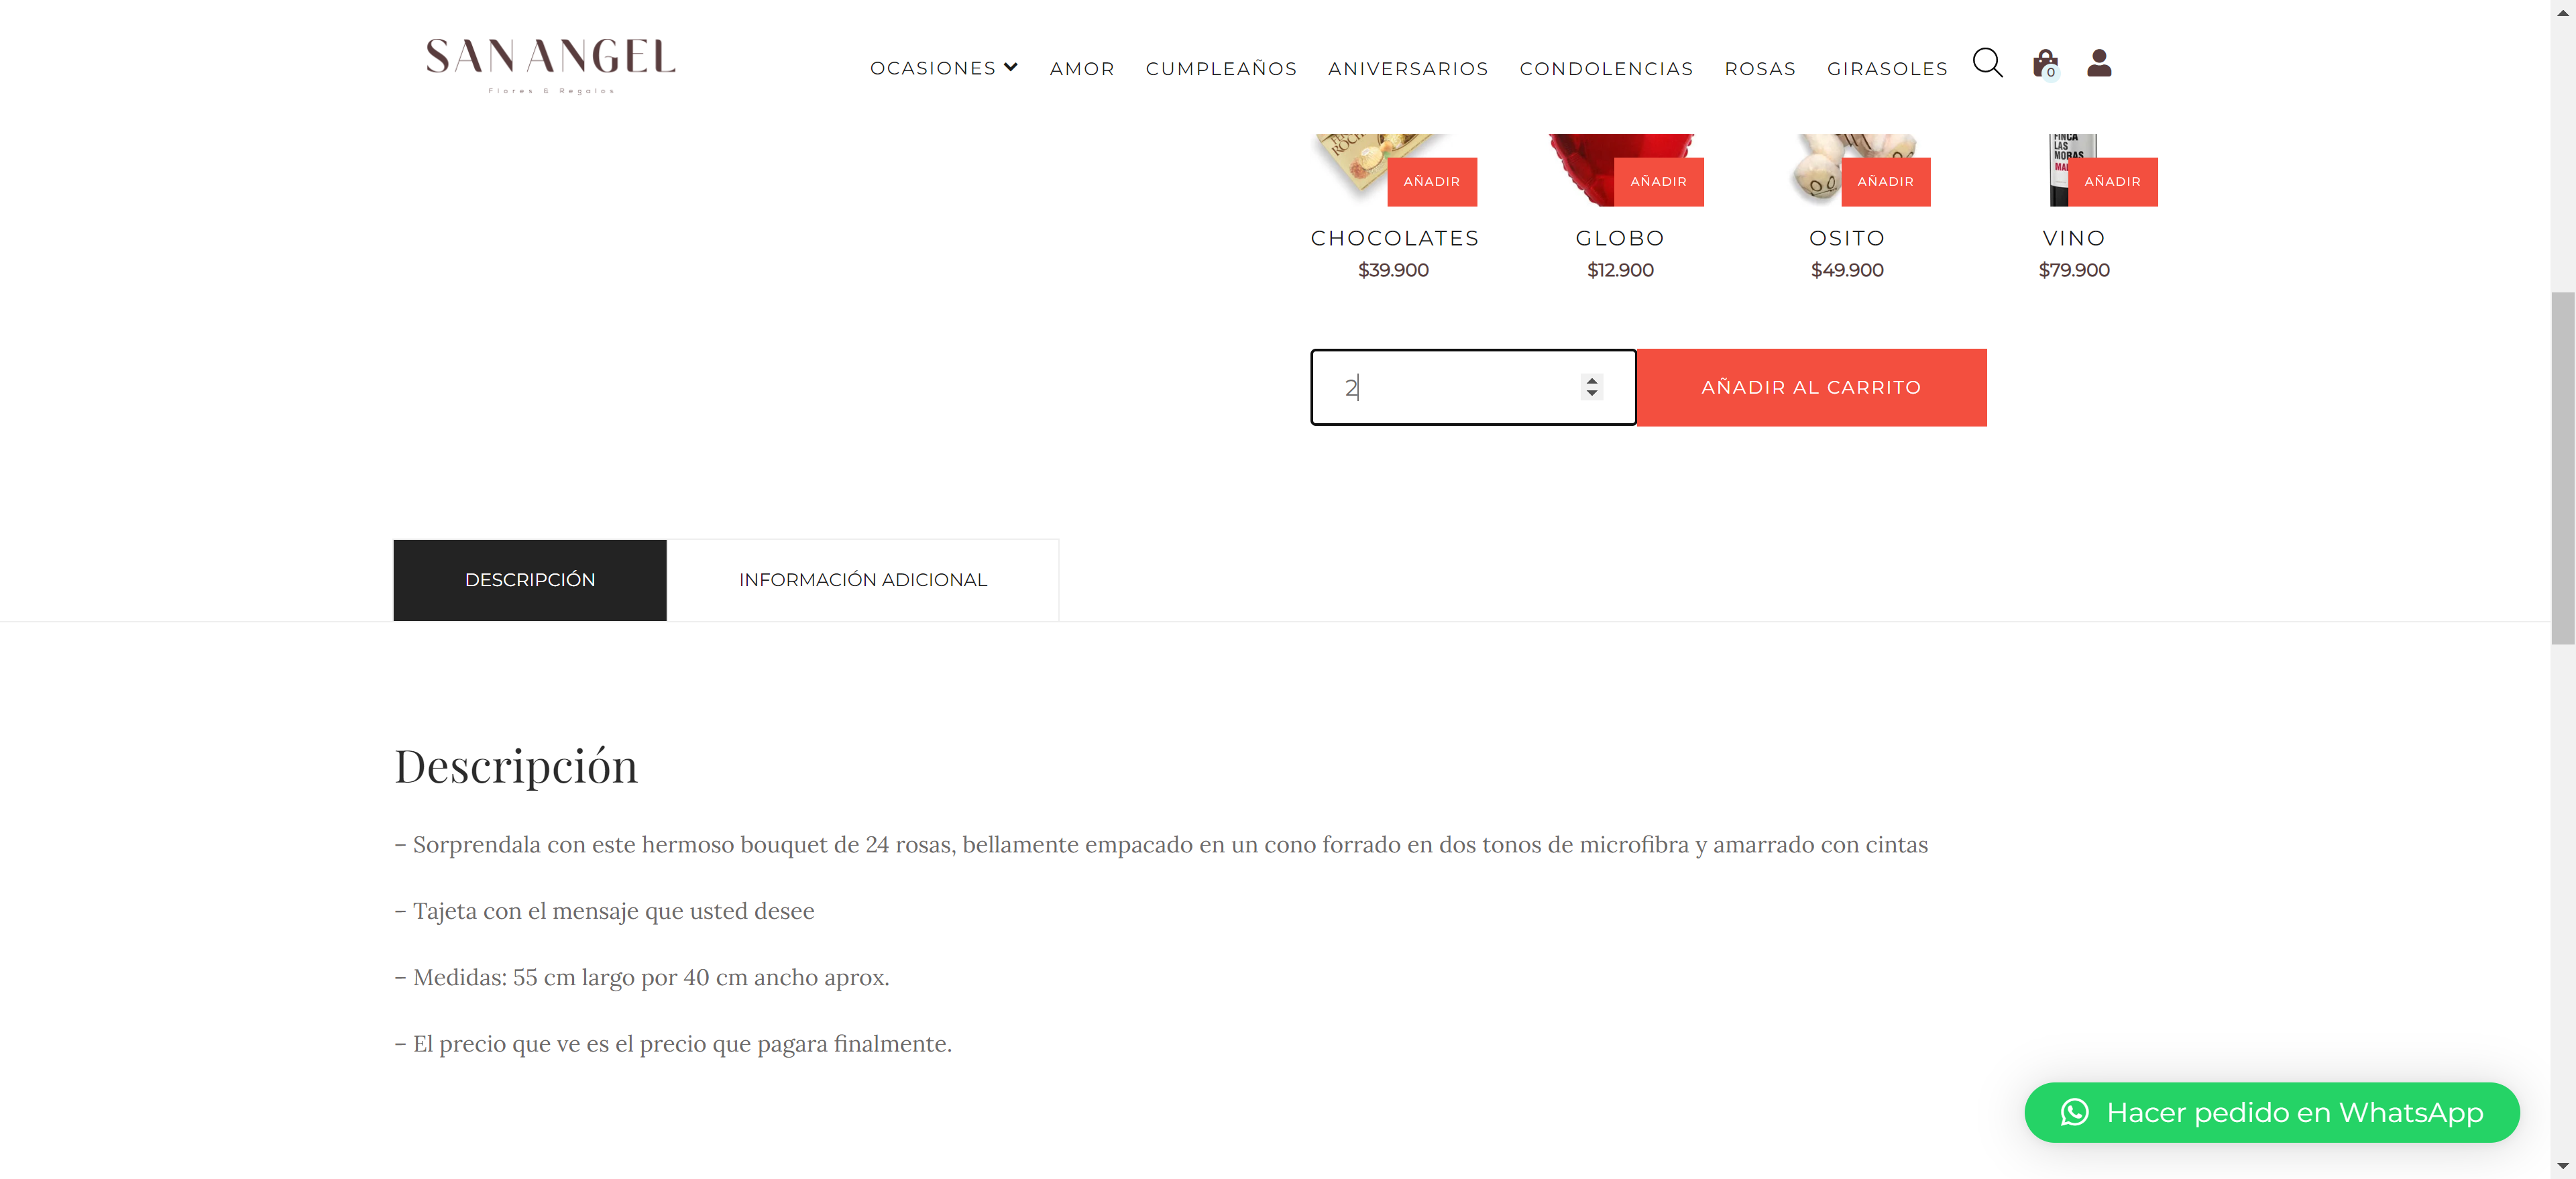 SAN ANGEL
Flores & Regalos
OCASIONES AMOR CUMPLEAÑOS ANIVERSARIOS CONDOLENCIAS ROSAS GIRASOLES
0
FINCA
LAS
MORAS
AÑADIR AÑADIR AÑADIR AÑADIR
CHOCOLATES GLOBO OSITO VINO
$39.900 $12.900 $49.900 $79.900
2 AÑADIR AL CARRITO
DESCRIPCIÓN INFORMACIÓN ADICIONAL
Descripción
– Sorprendala con este hermoso bouquet de 24 rosas, bellamente empacado en un cono forrado en dos tonos de microfibra y amarrado con cintas
– Tajeta con el mensaje que usted desee
– Medidas: 55 cm largo por 40 cm ancho aprox.
– El precio que ve es el precio que pagara finalmente.
Hacer pedido en WhatsApp